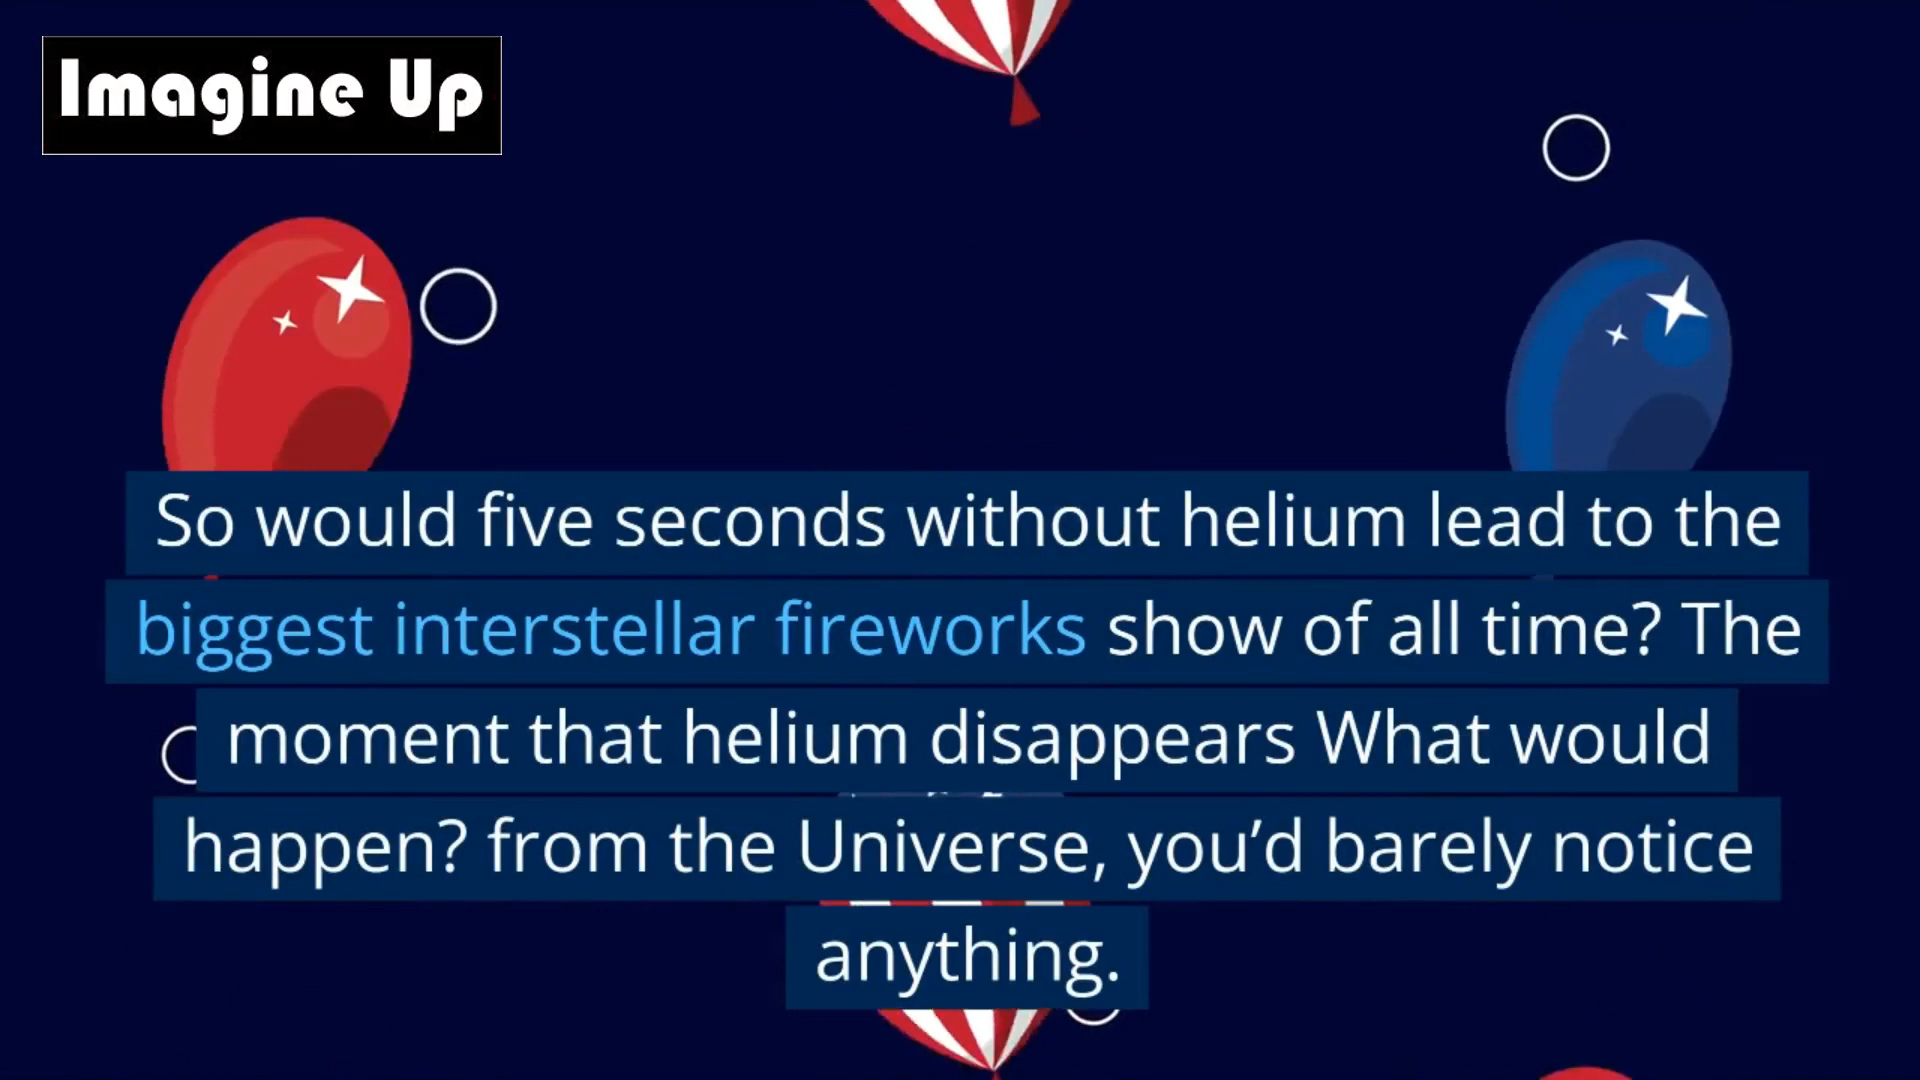 Imagine Up
So would five seconds without helium lead to the
biggest interstellar fireworks show of all time? The
moment that helium disappears What would
happen? from the Universe, you’d barely notice
anything.